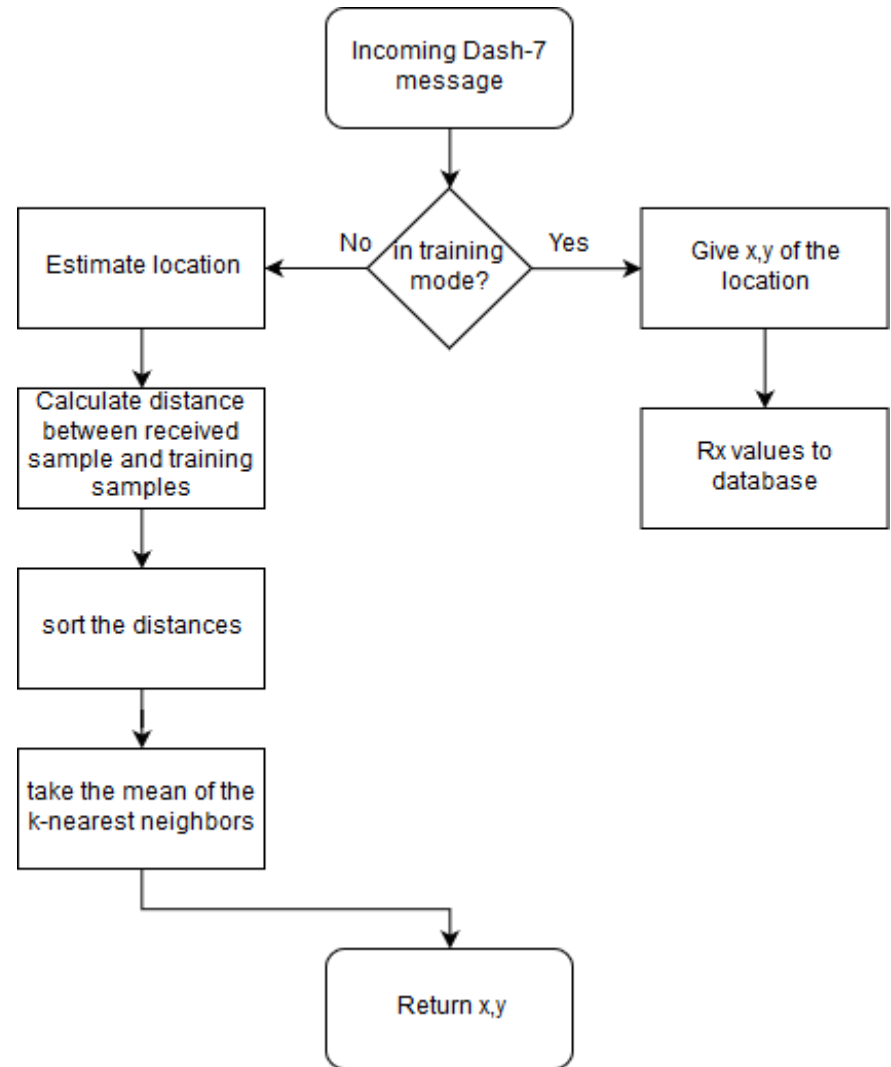 Incoming Dash-7
message
No
in training
mode?
Yes
Estimate location
Give x,y of the
location
Calculate distance
between received
sample and training
samples
Rx values to
database
sort the distances
take the mean of the
k-nearest neighbors
Return x,y